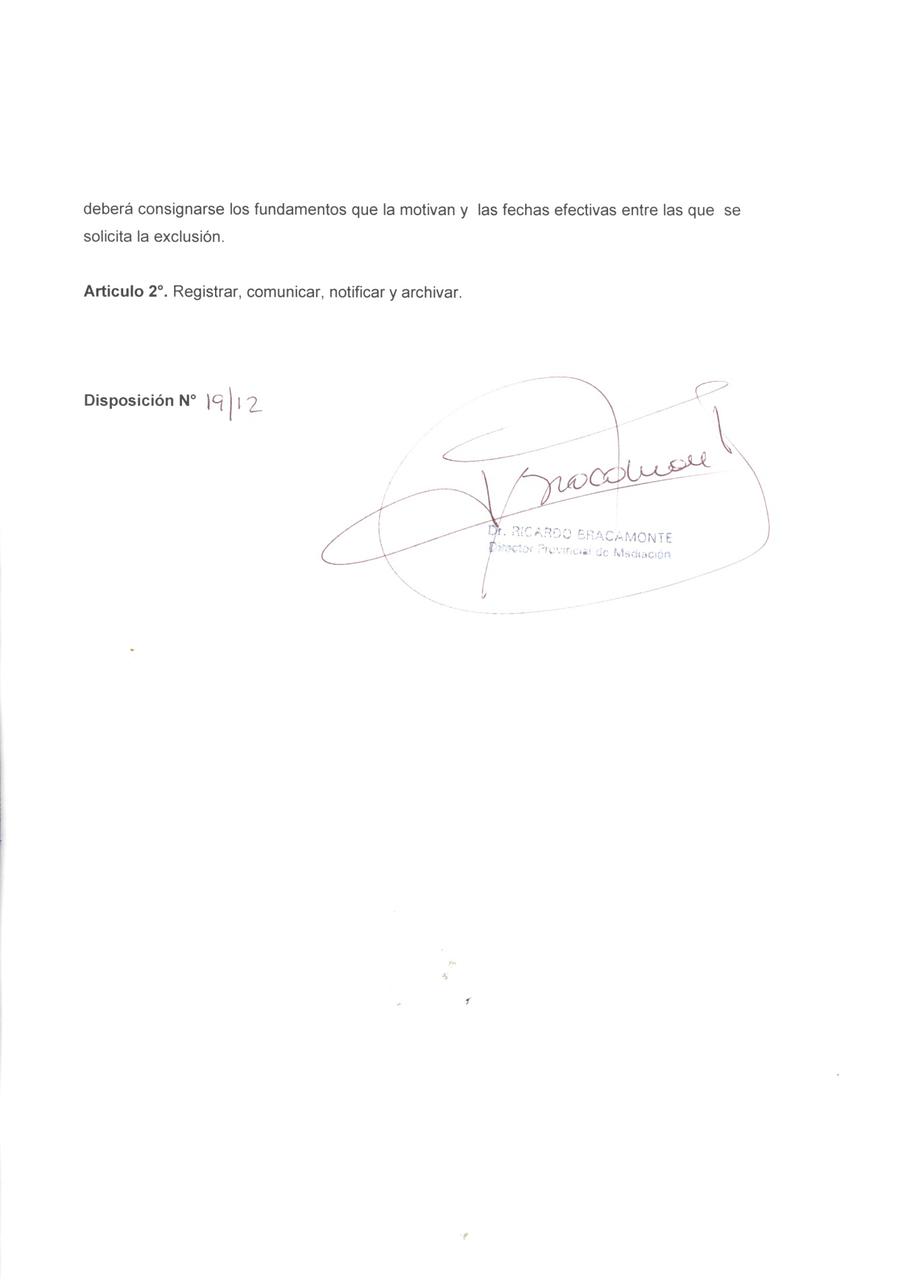 deberá consignarse los fundamentos que la motivan y las fechas efectivas entre las que se
solicita la exclusión.
Articulo 2°. Registrar, comunicar, notificar y archivar.
Disposición N° 19/12
Bracamont
Dr. RICARDO BRACAMONTE
Director Provincial de Mediación